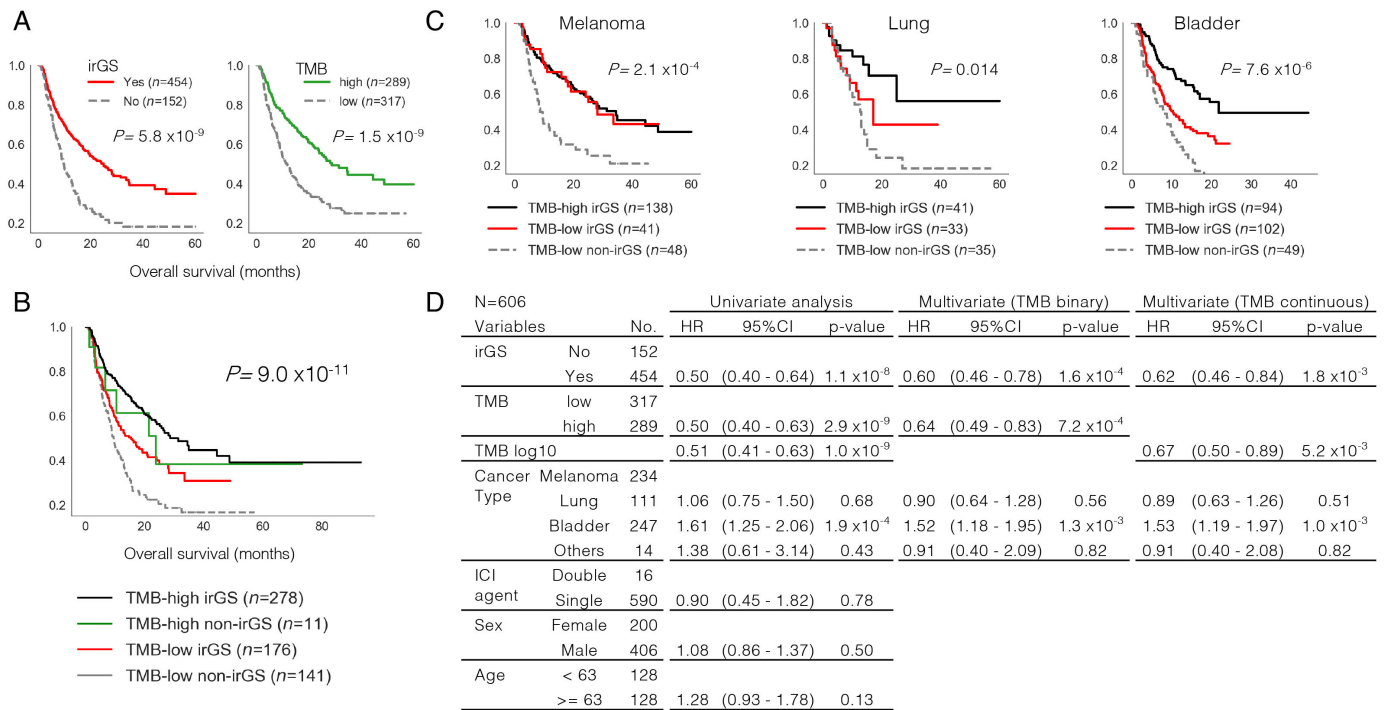 A
irGS
Yes (n=454)
No (n=152)
P= 5.8 x10-9
1.0
0.8
0.6
0.4
0.2
0 20 40 60
TMB
high (n=289)
low (n=317)
P= 1.5 x10-9
1.0
0.8
0.6
0.4
0.2
0 20 40 60
Overall survival (months)
B
P= 9.0 x10-11
1.0
0.8
0.6
0.4
0.2
0 20 40 60 80
Overall survival (months)
TMB-high irGS (n=278)
TMB-high non-irGS (n=11)
TMB-low irGS (n=176)
TMB-low non-irGS (n=141)
C
Melanoma
P= 2.1 x10-4
1.0
0.8
0.6
0.4
0.2
0 20 40 60
TMB-high irGS (n=138)
TMB-low irGS (n=41)
TMB-low non-irGS (n=48)
Lung
P= 0.014
1.0
0.8
0.6
0.4
0.2
0 20 40 60
TMB-high irGS (n=41)
TMB-low irGS (n=33)
TMB-low non-irGS (n=35)
Bladder
P= 7.6 x10-6
1.0
0.8
0.6
0.4
0.2
0 10 20 30 40
TMB-high irGS (n=94)
TMB-low irGS (n=102)
TMB-low non-irGS (n=49)
D
N=606 Univariate analysis Multivariate (TMB binary) Multivariate (TMB continuous)
Variables No. HR 95%CI p-value HR 95%CI p-value HR 95%CI p-value
irGS No 152
Yes 454 0.50 (0.40 - 0.64) 1.1 x10-8 0.60 (0.46 - 0.78) 1.6 x10-4 0.62 (0.46 - 0.84) 1.8 x10-3
TMB low 317
high 289 0.50 (0.40 - 0.63) 2.9 x10-9 0.64 (0.49 - 0.83) 7.2 x10-4
TMB log10 0.51 (0.41 - 0.63) 1.0 x10-9 0.67 (0.50 - 0.89) 5.2 x10-3
Cancer Type Melanoma 234
Lung 111 1.06 (0.75 - 1.50) 0.68 0.90 (0.64 - 1.28) 0.56 0.89 (0.63 - 1.26) 0.51
Bladder 247 1.61 (1.25 - 2.06) 1.9 x10-4 1.52 (1.18 - 1.95) 1.3 x10-3 1.53 (1.19 - 1.97) 1.0 x10-3
Others 14 1.38 (0.61 - 3.14) 0.43 0.91 (0.40 - 2.09) 0.82 0.91 (0.40 - 2.08) 0.82
ICI agent Double 16
Single 590 0.90 (0.45 - 1.82) 0.78
Sex Female 200
Male 406 1.08 (0.86 - 1.37) 0.50
Age < 63 128
>= 63 128 1.28 (0.93 - 1.78) 0.13